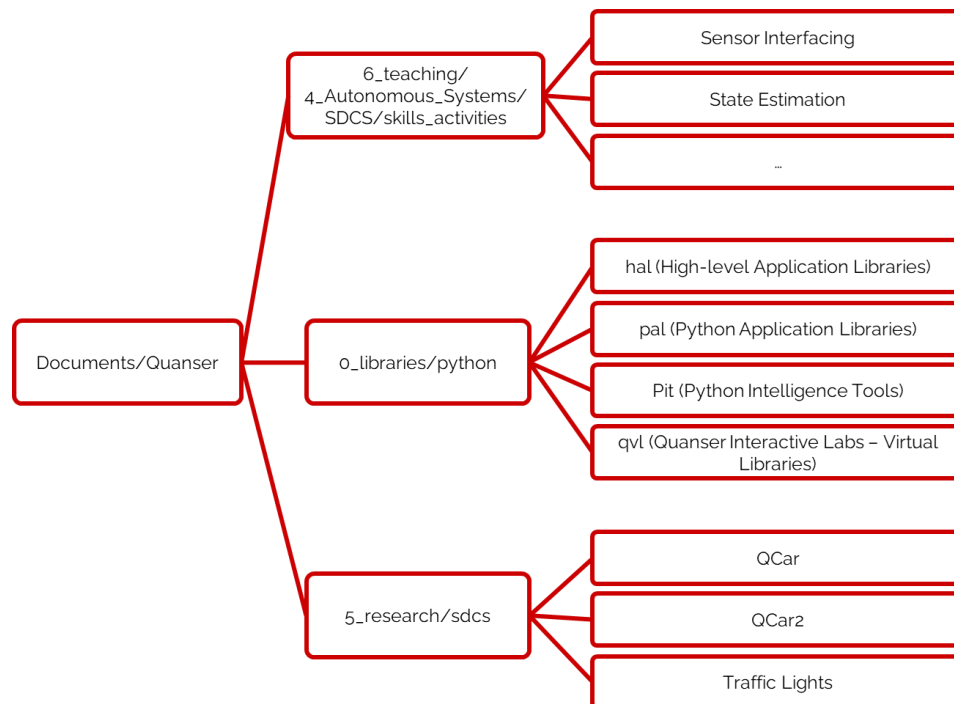 Documents/Quanser
6_teaching/
4_Autonomous_Systems/
SDCS/skills_activities
Sensor Interfacing
State Estimation
...
0_libraries/python
hal (High-level Application Libraries)
pal (Python Application Libraries)
Pit (Python Intelligence Tools)
qvl (Quanser Interactive Labs – Virtual
Libraries)
5_research/sdcs
QCar
QCar2
Traffic Lights